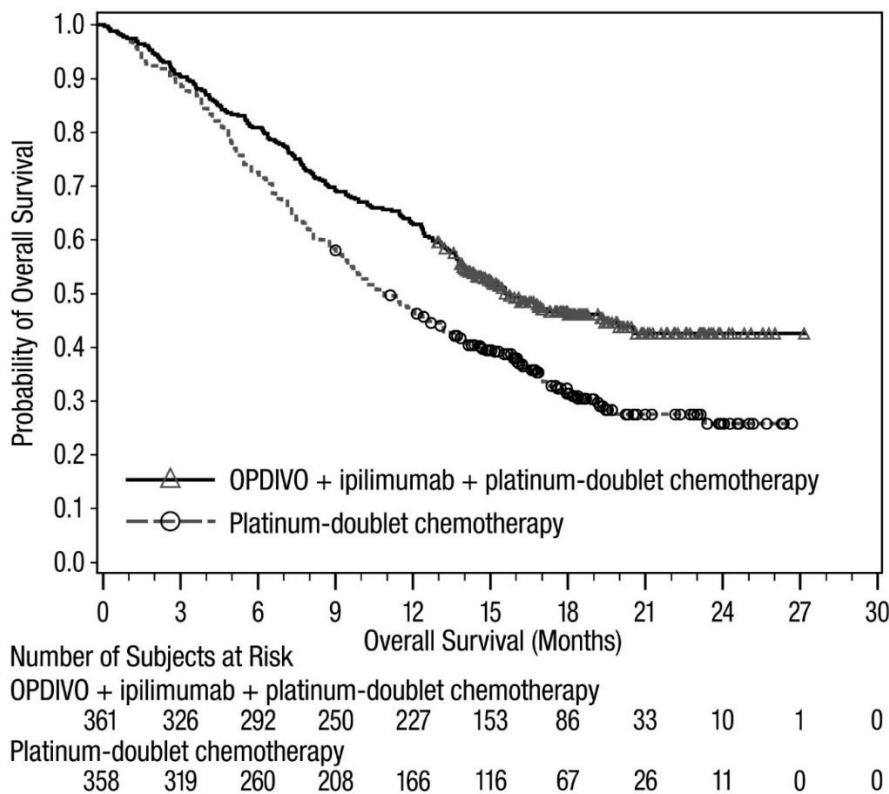 1.0
0.9
0.8
0.7
0.6
0.5
0.4
0.3
0.2
0.1
0.0
Probability of Overall Survival
OPDIVO + ipilimumab + platinum-doublet chemotherapy
Platinum-doublet chemotherapy
0 3 6 9 12 15 18 21 24 27 30
Overall Survival (Months)
Number of Subjects at Risk
OPDIVO + ipilimumab + platinum-doublet chemotherapy
361 326 292 250 227 153 86 33 10 1 0
Platinum-doublet chemotherapy
358 319 260 208 166 116 67 26 11 0 0